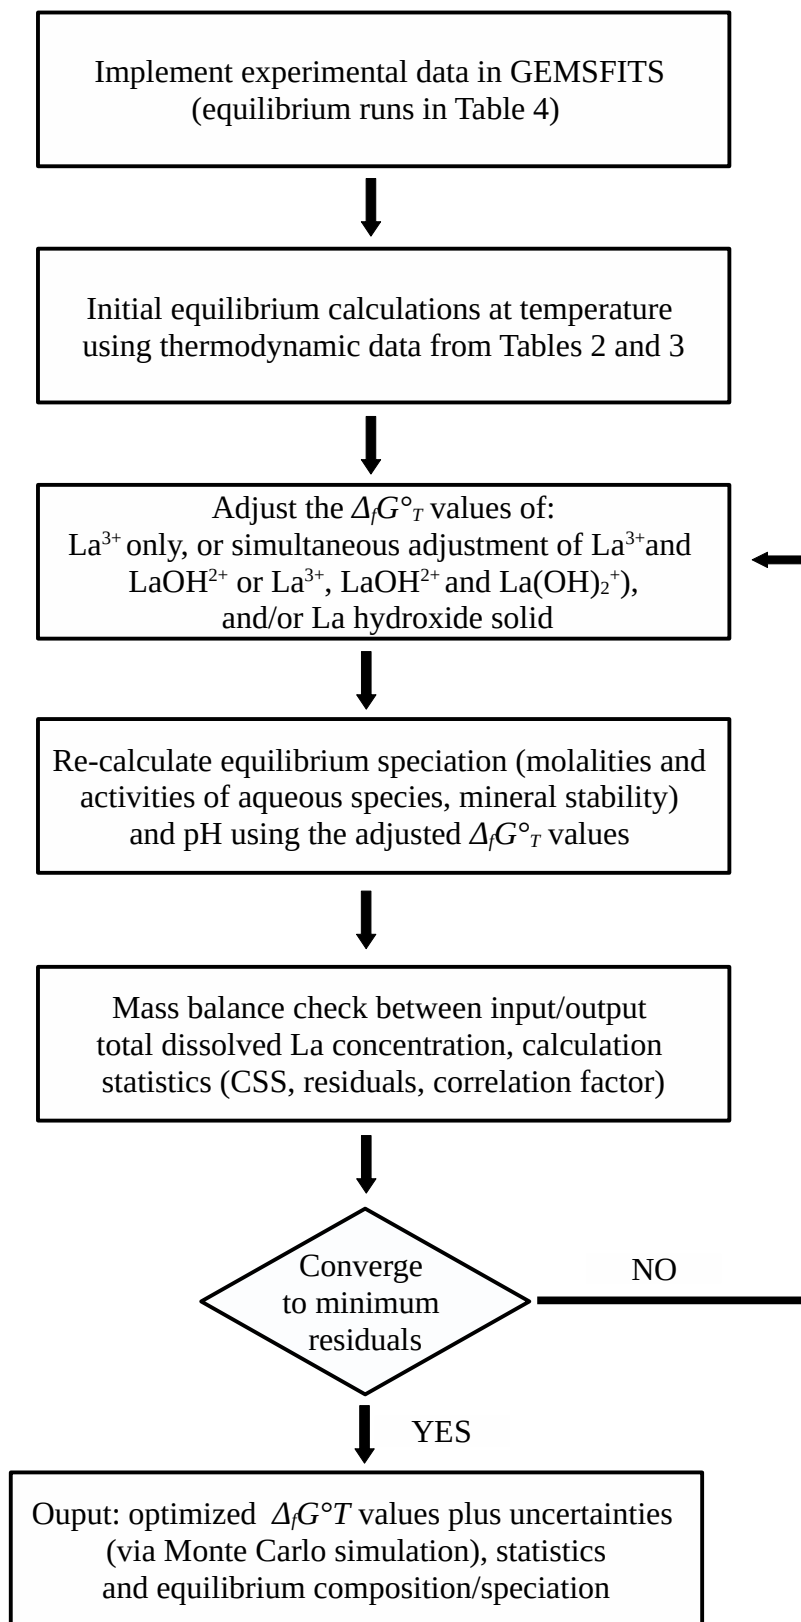 Implement experimental data in GEMSFITS
(equilibrium runs in Table 4)
Initial equilibrium calculations at temperature
using thermodynamic data from Tables 2 and 3
Adjust the ΔfG°T values of:
La³⁺ only, or simultaneous adjustment of La³⁺and
LaOH²⁺ or La³⁺, LaOH²⁺ and La(OH)₂⁺),
and/or La hydroxide solid
Re-calculate equilibrium speciation (molalities and
activities of aqueous species, mineral stability)
and pH using the adjusted ΔfG°T values
Mass balance check between input/output
total dissolved La concentration, calculation
statistics (CSS, residuals, correlation factor)
Converge
to minimum
residuals
NO
YES
Ouput: optimized ΔfG°T values plus uncertainties
(via Monte Carlo simulation), statistics
and equilibrium composition/speciation